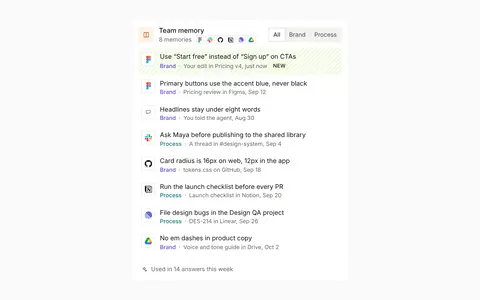 Team memory
8 memories
All Brand Process
Use “Start free” instead of “Sign up” on CTAs
Brand · Your edit in Pricing v4, just now NEW
Primary buttons use the accent blue, never black
Brand · Pricing review in Figma, Sep 12
Headlines stay under eight words
Brand · You told the agent, Aug 30
Ask Maya before publishing to the shared library
Process · A thread in #design-system, Sep 4
Card radius is 16px on web, 12px in the app
Brand · tokens.css on GitHub, Sep 18
Run the launch checklist before every PR
Process · Launch checklist in Notion, Sep 20
File design bugs in the Design QA project
Process · DES-214 in Linear, Sep 26
No em dashes in product copy
Brand · Voice and tone guide in Drive, Oct 2
Used in 14 answers this week